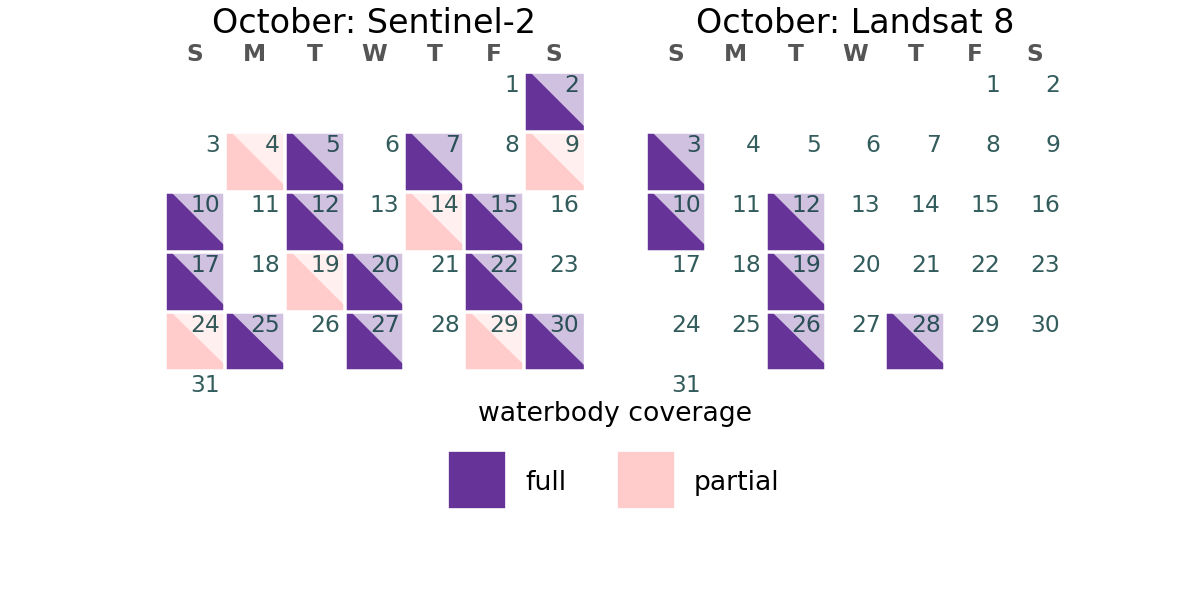 October: Sentinel-2
S M T W T F S
1 2
3 4 5 6 7 8 9
10 11 12 13 14 15 16
17 18 19 20 21 22 23
24 25 26 27 28 29 30
31
October: Landsat 8
S M T W T F S
1 2
3 4 5 6 7 8 9
10 11 12 13 14 15 16
17 18 19 20 21 22 23
24 25 26 27 28 29 30
31
waterbody coverage
full partial